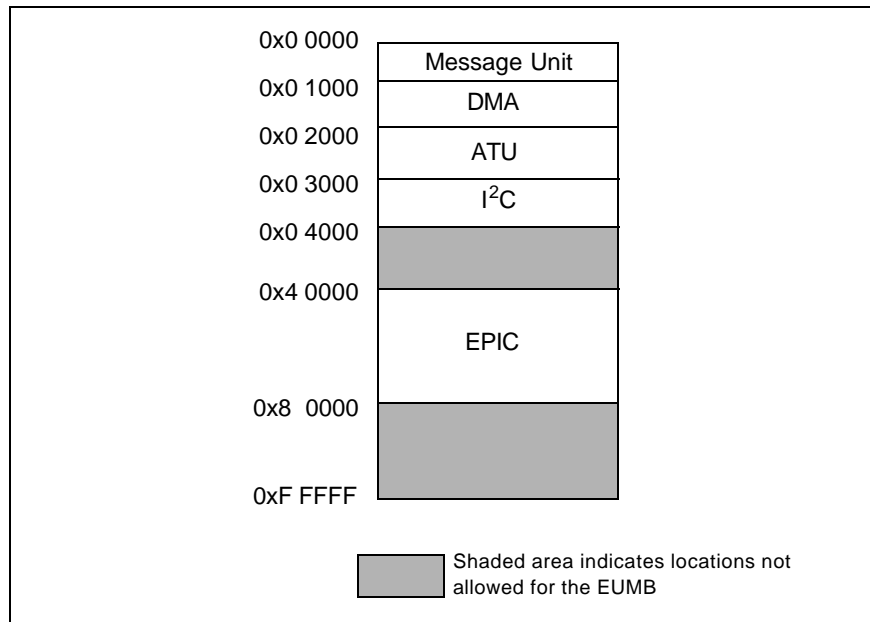 0x0 0000
Message Unit
0x0 1000
DMA
0x0 2000
ATU
0x0 3000
I²C
0x0 4000
0x4 0000
EPIC
0x8 0000
0xF FFFF
Shaded area indicates locations not
allowed for the EUMB